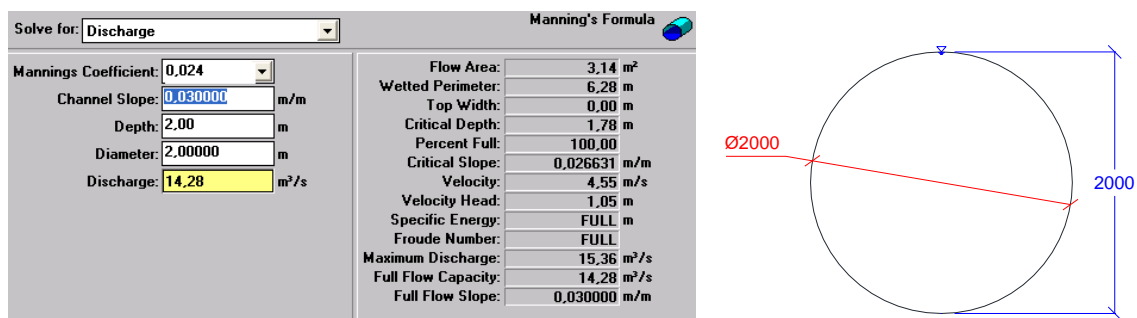 Solve for: Discharge
Manning's Formula
Mannings Coefficient: 0,024
Channel Slope: 0,030000 m/m
Depth: 2,00 m
Diameter: 2,00000 m
Discharge: 14,28 m³/s
Flow Area: 3,14 m²
Wetted Perimeter: 6,28 m
Top Width: 0,00 m
Critical Depth: 1,78 m
Percent Full: 100,00
Critical Slope: 0,026631 m/m
Velocity: 4,55 m/s
Velocity Head: 1,05 m
Specific Energy: FULL m
Froude Number: FULL
Maximum Discharge: 15,36 m³/s
Full Flow Capacity: 14,28 m³/s
Full Flow Slope: 0,030000 m/m
Ø2000
2000